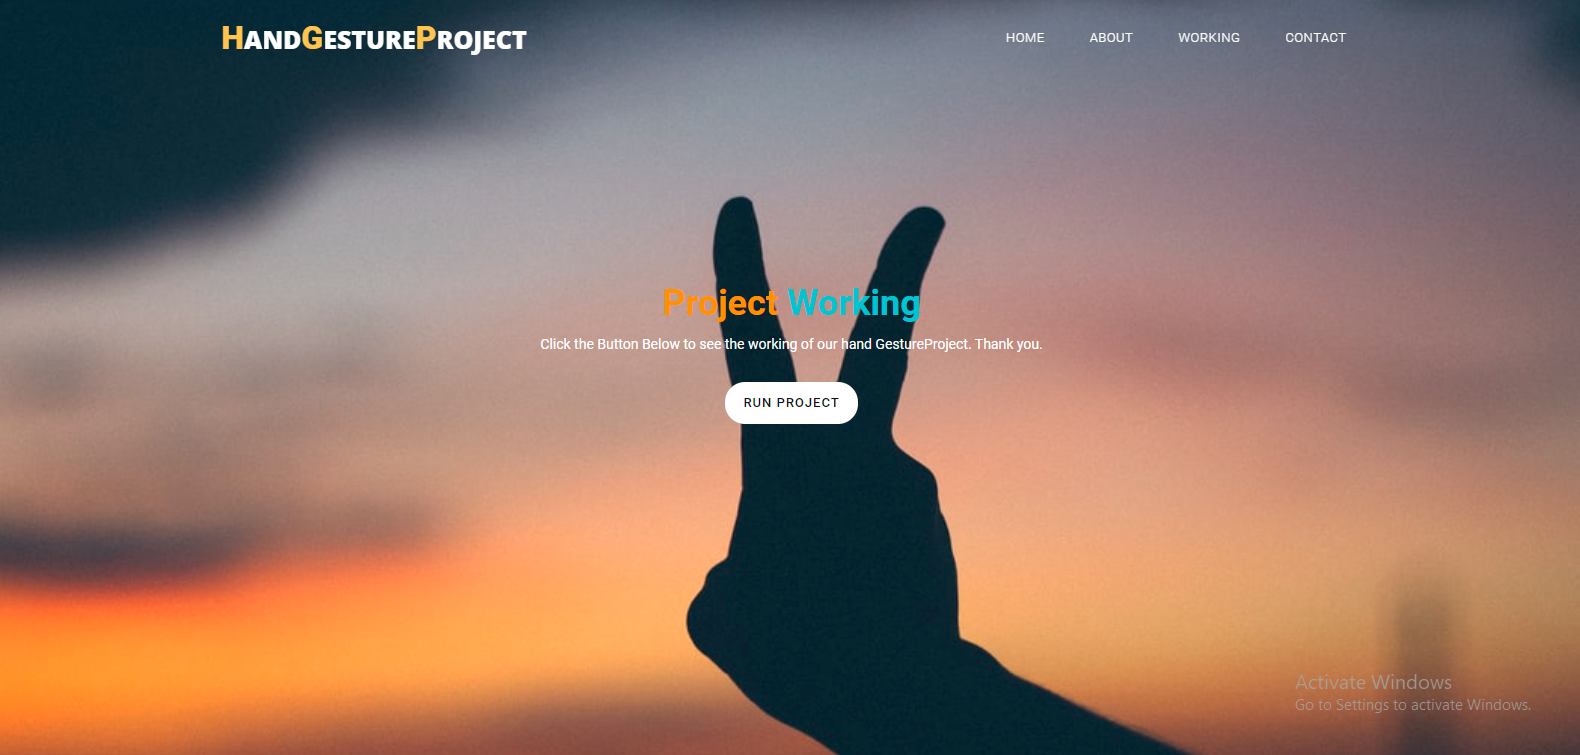 HANDGESTUREPROJECT
HOME ABOUT WORKING CONTACT
Project Working
Click the Button Below to see the working of our hand GestureProject. Thank you.
RUN PROJECT
Activate Windows
Go to Settings to activate Windows.